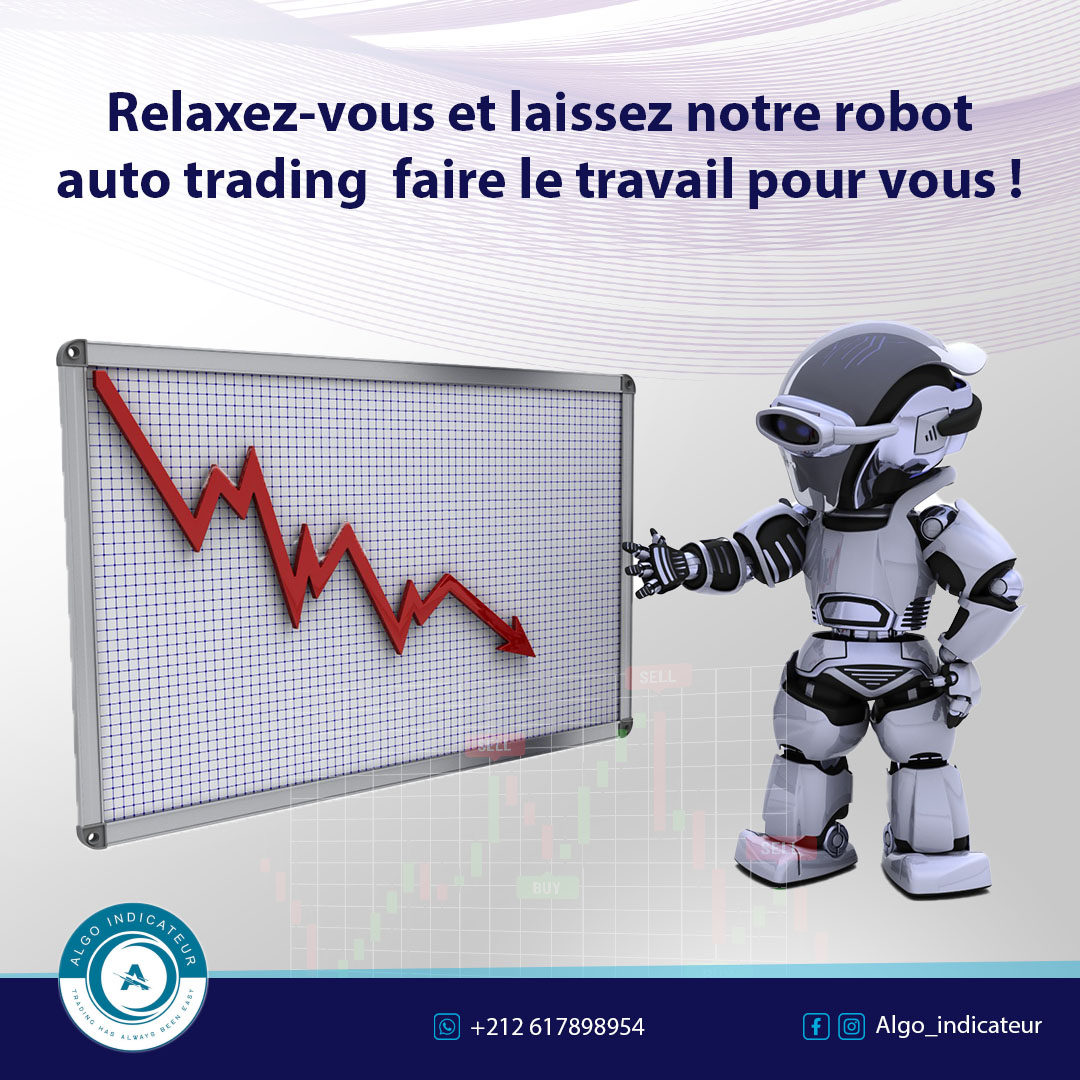 Relaxez-vous et laissez notre robot
auto trading faire le travail pour vous !
SELL
SELL
SELL
BUY
ALGO INDICATEUR
A
TRADING HAS ALWAYS BEEN EASY
+212 617898954
Algo_indicateur